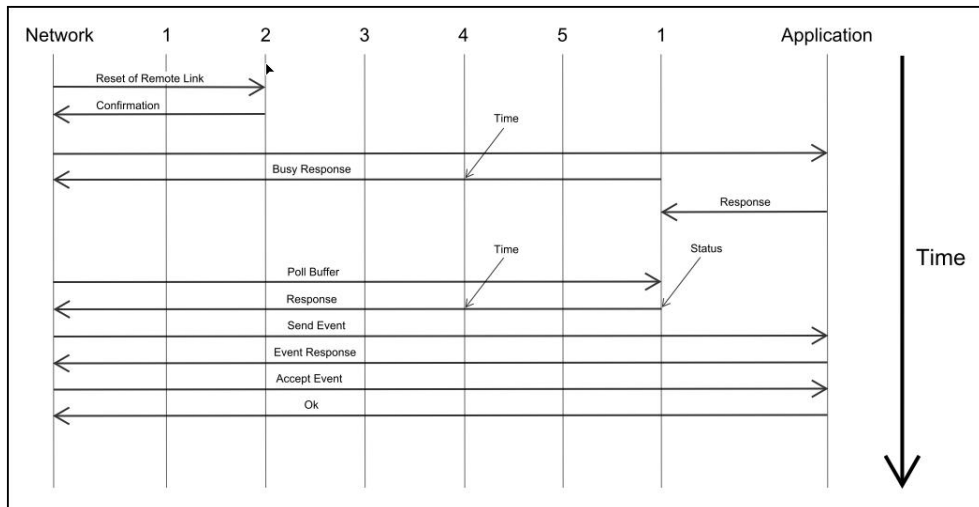 Network 1 2 3 4 5 1 Application
Reset of Remote Link
Confirmation
Time
Busy Response
Response
Time Status
Time
Poll Buffer
Response
Send Event
Event Response
Accept Event
Ok